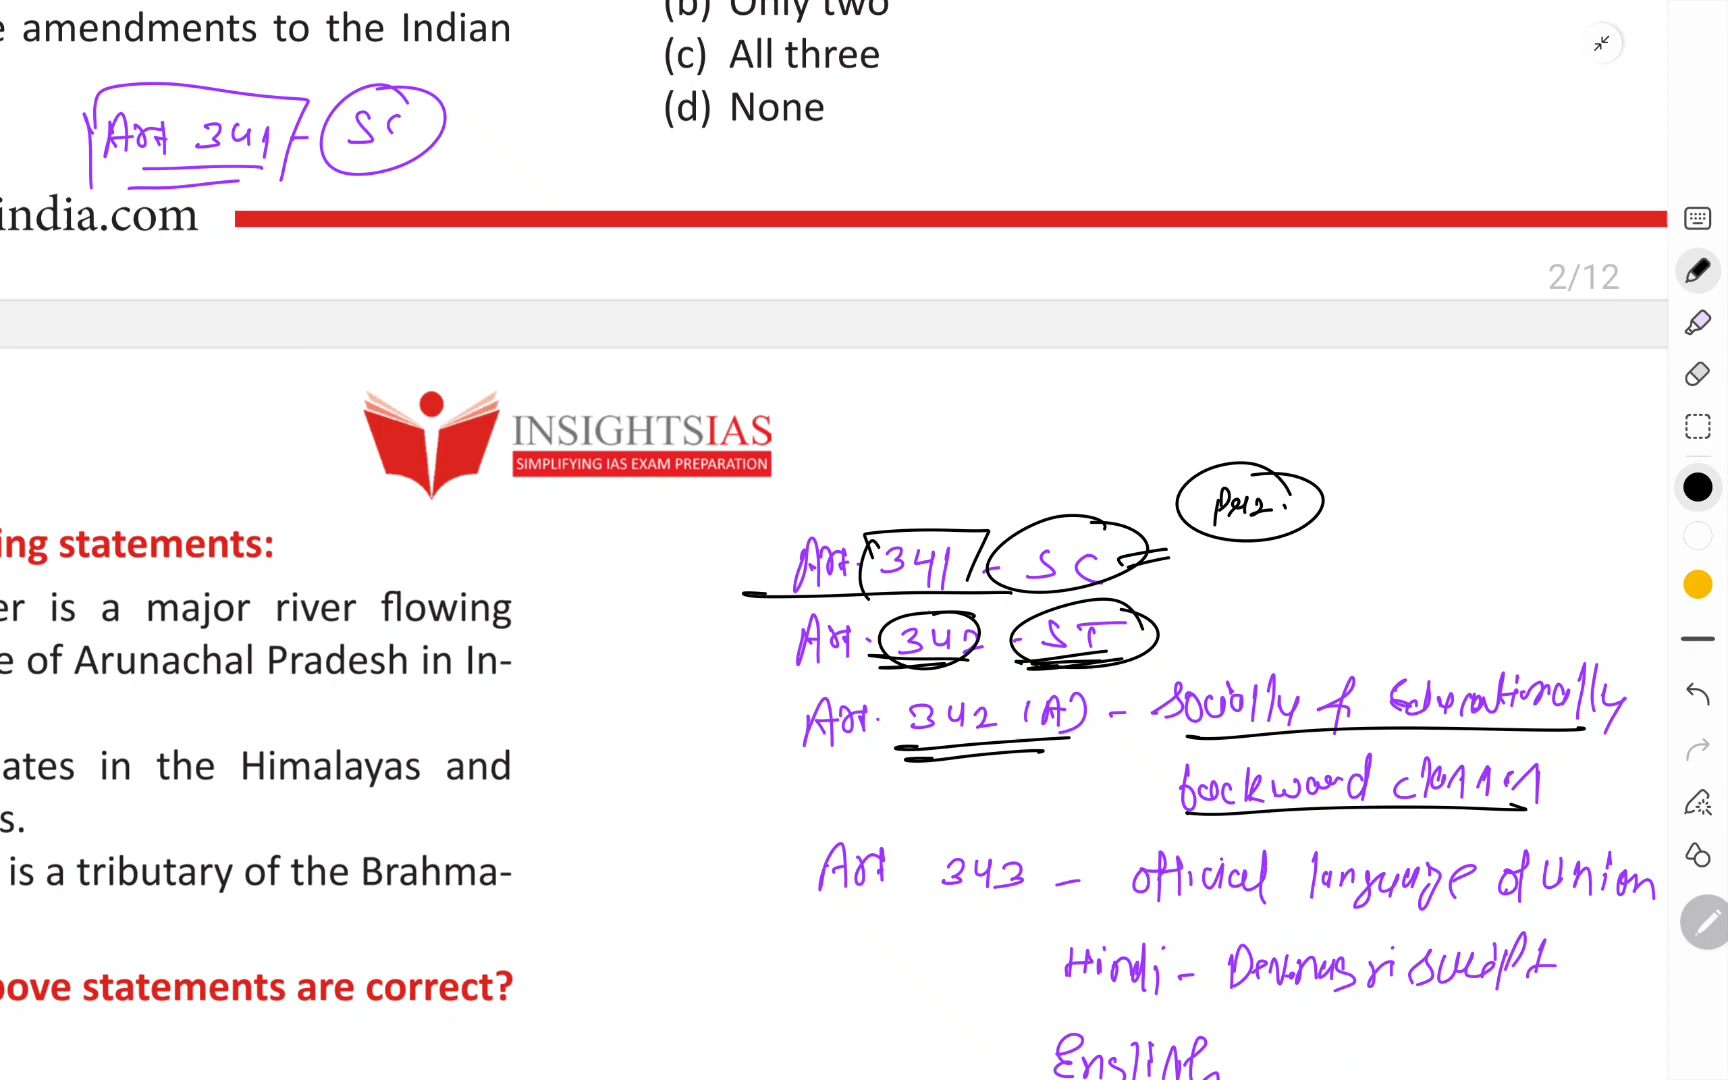 e amendments to the Indian
(b) Only two
(c) All three
(d) None
Art 341 - SC
india.com
2/12
INSIGHTSIAS
SIMPLIFYING IAS EXAM PREPARATION
ing statements:
er is a major river flowing
e of Arunachal Pradesh in In-
ates in the Himalayas and
s.
is a tributary of the Brahma-
ove statements are correct?
Art. 341 - SC
Art. 342 - ST
Art. 342 (A) - Socially & Educationally
backward classes
Art 343 - official language of Union
Hindi - Devnagri script
English